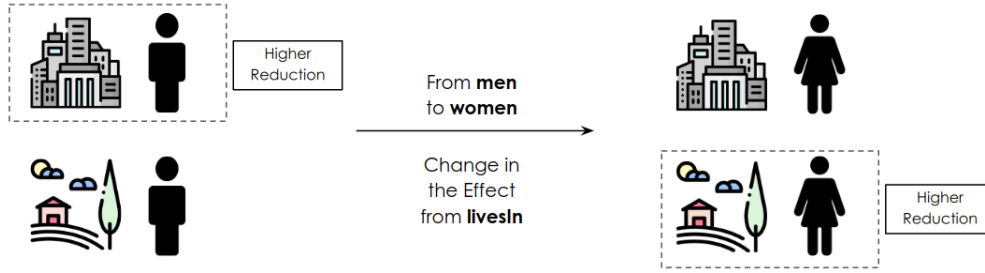 Higher
Reduction
From men
to women
Change in
the Effect
from livesIn
Higher
Reduction